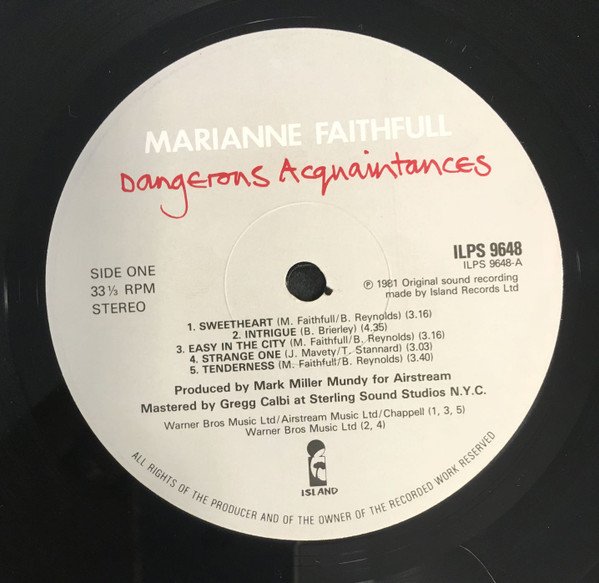 MARIANNE FAITHFULL
Dangerous Acquaintances
SIDE ONE
33⅓ RPM
STEREO
ILPS 9648
ILPS 9648-A
℗ 1981 Original sound recording
made by Island Records Ltd
1. SWEETHEART (M. Faithfull/B. Reynolds) (3.16)
2. INTRIGUE (B. Brierley) (4.35)
3. EASY IN THE CITY (M. Faithfull/B. Reynolds) (3.16)
4. STRANGE ONE (J. Mavety/T. Stannard) (3.03)
5. TENDERNESS (M. Faithfull/B. Reynolds) (3.40)
Produced by Mark Miller Mundy for Airstream
Mastered by Gregg Calbi at Sterling Sound Studios N.Y.C.
Warner Bros Music Ltd/Airstream Music Ltd/Chappell (1, 3, 5)
Warner Bros Music Ltd (2, 4)
ISLAND
ALL RIGHTS OF THE PRODUCER AND OF THE OWNER OF THE RECORDED WORK RESERVED